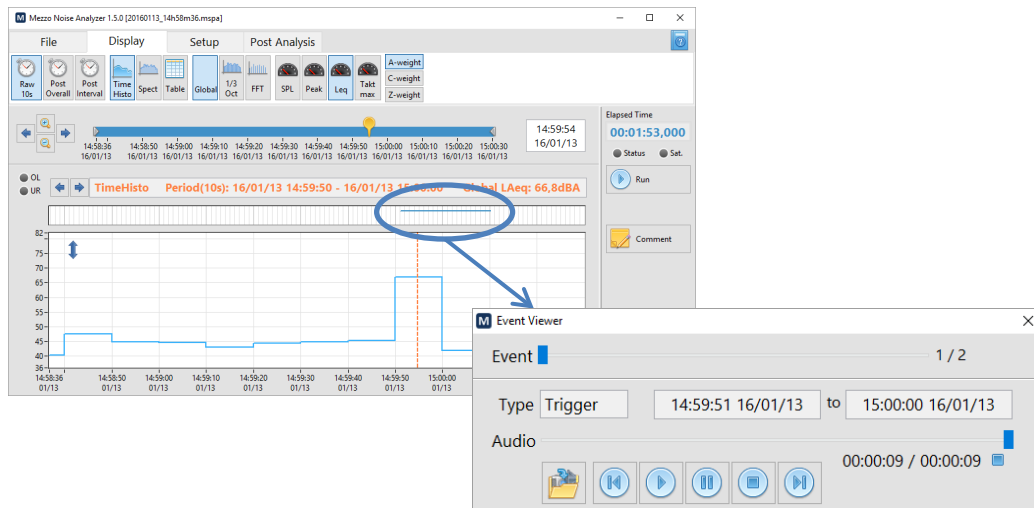 M Mezzo Noise Analyzer 1.5.0 [20160113_14h58m36.mspa]
File Display Setup Post Analysis
?
Raw 10s
Post Overall
Post Interval
Time Histo
Spect
Table
Global
1/3 Oct
FFT
SPL
Peak
Leq
Takt max
A-weight
C-weight
Z-weight
14:58:36 14:58:50 14:59:00 14:59:10 14:59:20 14:59:30 14:59:40 14:59:50 15:00:00 15:00:10 15:00:20 15:00:30
16/01/13 16/01/13 16/01/13 16/01/13 16/01/13 16/01/13 16/01/13 16/01/13 16/01/13 16/01/13 16/01/13 16/01/13
14:59:54
16/01/13
Elapsed Time
00:01:53,000
Status Sat.
Run
Comment
OL
UR
TimeHisto Period(10s): 16/01/13 14:59:50 - 16/01/13 15:00:00 - Global LAeq: 66,8dBA
82
75
70
65
60
55
50
45
40
36
14:58:36 14:58:50 14:59:00 14:59:10 14:59:20 14:59:30 14:59:40 14:59:50 15:00:00
01/13 01/13 01/13 01/13 01/13 01/13 01/13 01/13 01/13
M Event Viewer
Event 1 / 2
Type Trigger 14:59:51 16/01/13 to 15:00:00 16/01/13
Audio
00:00:09 / 00:00:09